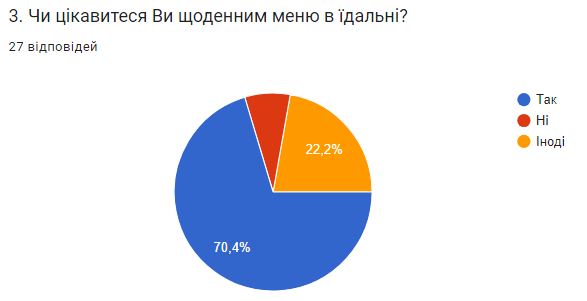 3. Чи цікавитеся Ви щоденним меню в їдальні?
27 відповідей
Так
Ні
Іноді
22,2%
70,4%